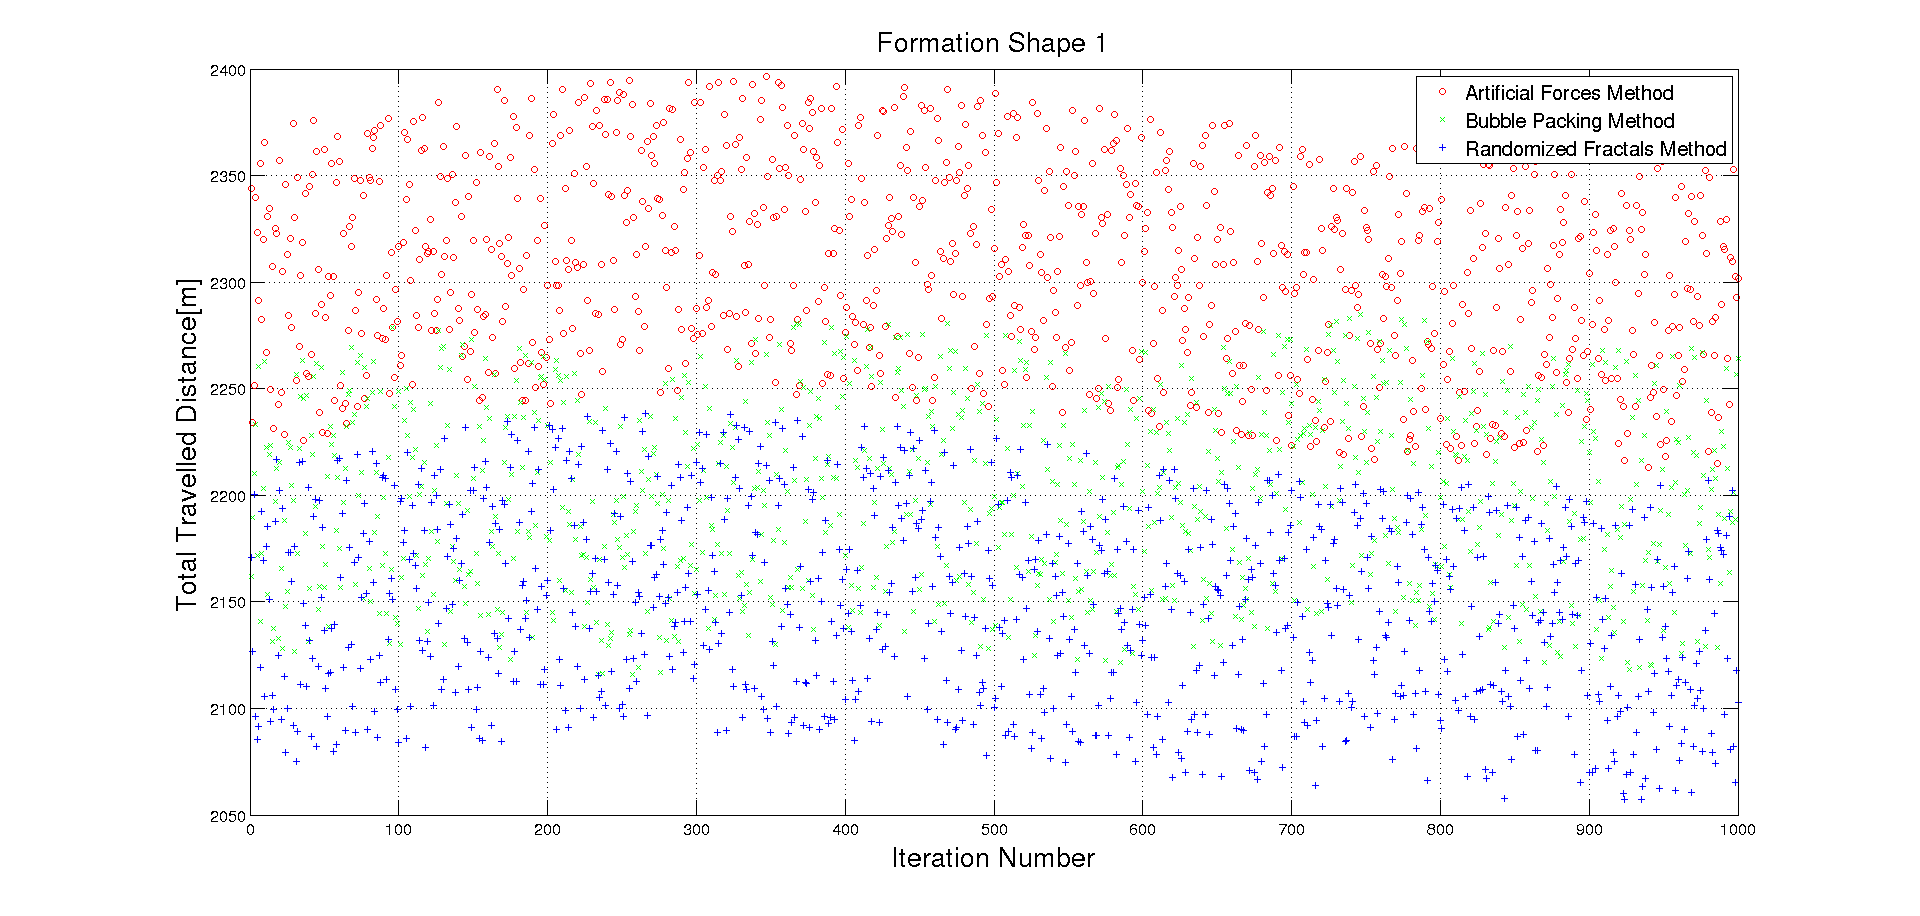 Formation Shape 1
2400
2350
2300
2250
2200
2150
2100
2050
Total Travelled Distance[m]
Artificial Forces Method
Bubble Packing Method
Randomized Fractals Method
0 100 200 300 400 500 600 700 800 900 1000
Iteration Number